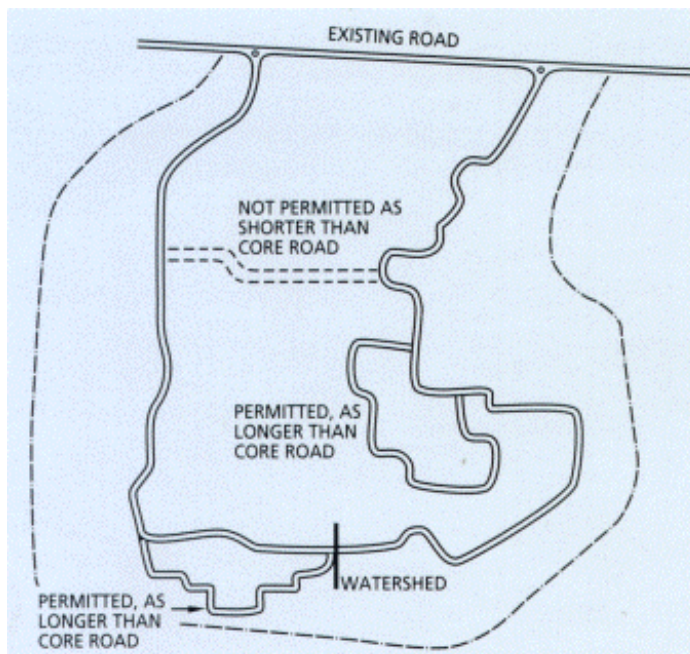 EXISTING ROAD
NOT PERMITTED AS
SHORTER THAN
CORE ROAD
PERMITTED, AS
LONGER THAN
CORE ROAD
WATERSHED
PERMITTED, AS
LONGER THAN
CORE ROAD